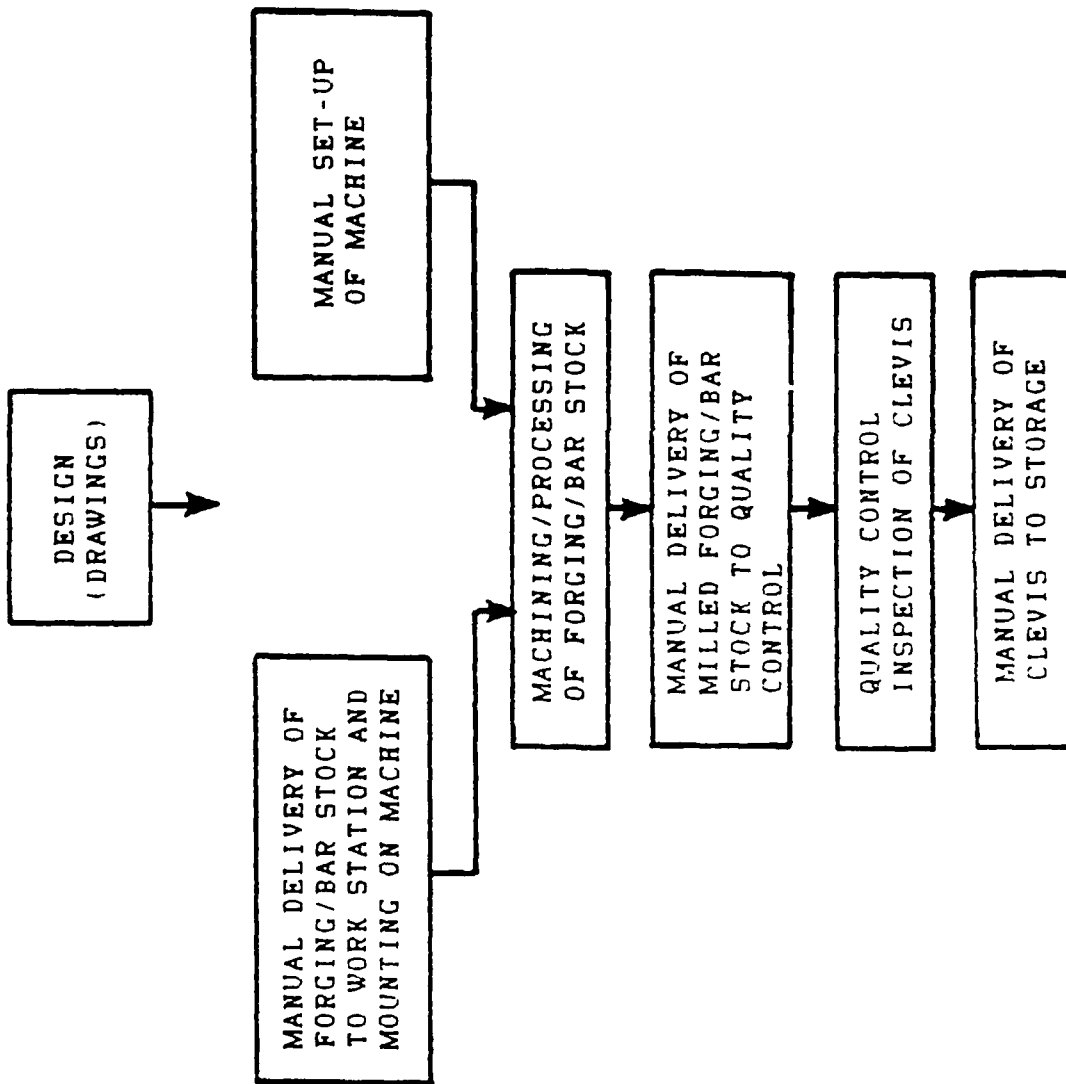 DESIGN
(DRAWINGS)
MANUAL DELIVERY OF
FORGING/BAR STOCK
TO WORK STATION AND
MOUNTING ON MACHINE
MANUAL SET-UP
OF MACHINE
MACHINING/PROCESSING
OF FORGING/BAR STOCK
MANUAL DELIVERY OF
MILLED FORGING/BAR
STOCK TO QUALITY
CONTROL
QUALITY CONTROL
INSPECTION OF CLEVIS
MANUAL DELIVERY OF
CLEVIS TO STORAGE